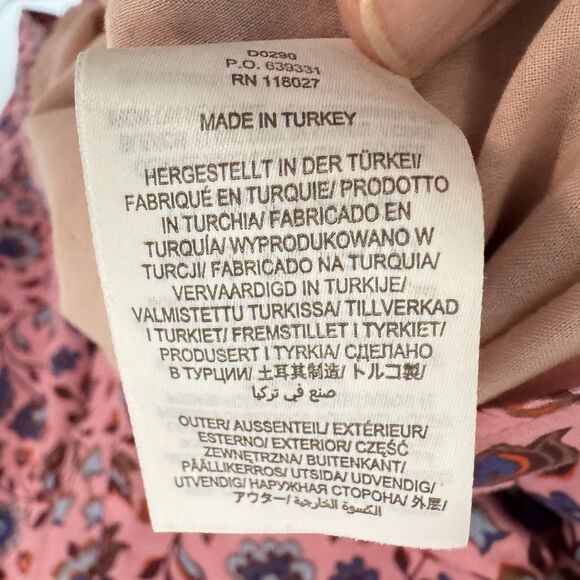 D0290
P.O. 639331
RN 118027
MADE IN TURKEY
HERGESTELLT IN DER TÜRKEI/
FABRIQUÉ EN TURQUIE/ PRODOTTO
IN TURCHIA/ FABRICADO EN
TURQUÍA/ WYPRODUKOWANO W
TURCJI/ FABRICADO NA TURQUIA/
VERVAARDIGD IN TURKIJE/
VALMISTETTU TURKISSA/ TILLVERKAD
I TURKIET/ FREMSTILLET I TYRKIET/
PRODUSERT I TYRKIA/ СДЕЛАНО
В ТУРЦИИ/ 土耳其制造/ トルコ製/
صنع في تركيا
OUTER/ AUSSENTEIL/ EXTÉRIEUR/
ESTERNO/ EXTERIOR/ CZĘŚĆ
ZEWNĘTRZNA/ BUITENKANT/
PÄÄLLIKERROS/ UTSIDA/ UDVENDIG/
UTVENDIG/ НАРУЖНАЯ СТОРОНА/ 外层/
アウター/ الكسوة الخارجية/